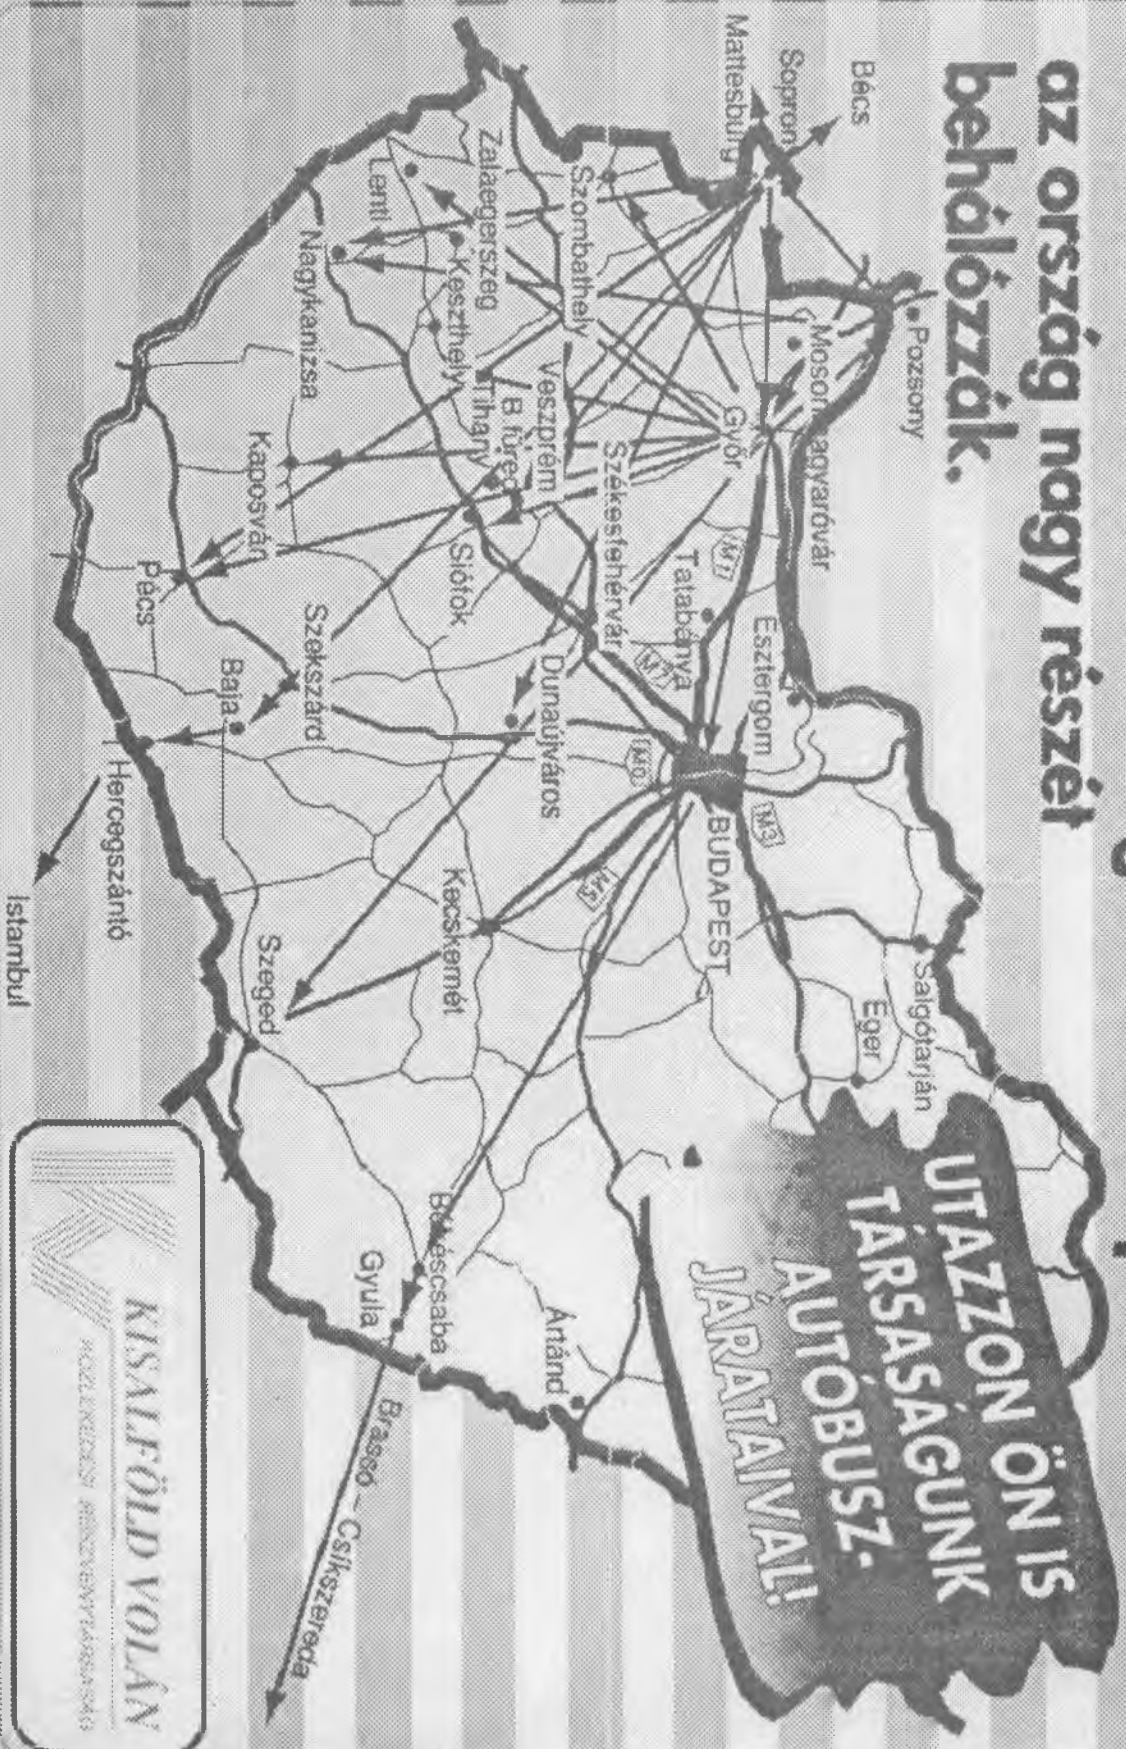 az ország nagy részét
behálózzák.
Bécs
Sopron
Mattesburg
Pozsony
Mosonmagyaróvár
Győr
Szombathely
Zalaegerszeg
Lenti
Keszthely
Nagykanizsa
Veszprém
B.füred
Tihany
Székesfehérvár
Siófok
Kaposvár
Pécs
Szekszárd
Baja
Hercegszántó
Istambul
Tatabánya
Esztergom
M1
M7
M0
M3
M5
BUDAPEST
Dunaújváros
Kecskemét
Szeged
Salgótarján
Eger
Békéscsaba
Gyula
Ártánd
Brassó – Csíkszereda
UTAZZON ÖN IS
TÁRSASÁGUNK
AUTÓBUSZ-
JÁRATAIVAL!
KISALFÖLD VOLÁN
KÖZLEKEDÉSI RÉSZVÉNYTÁRSASÁG